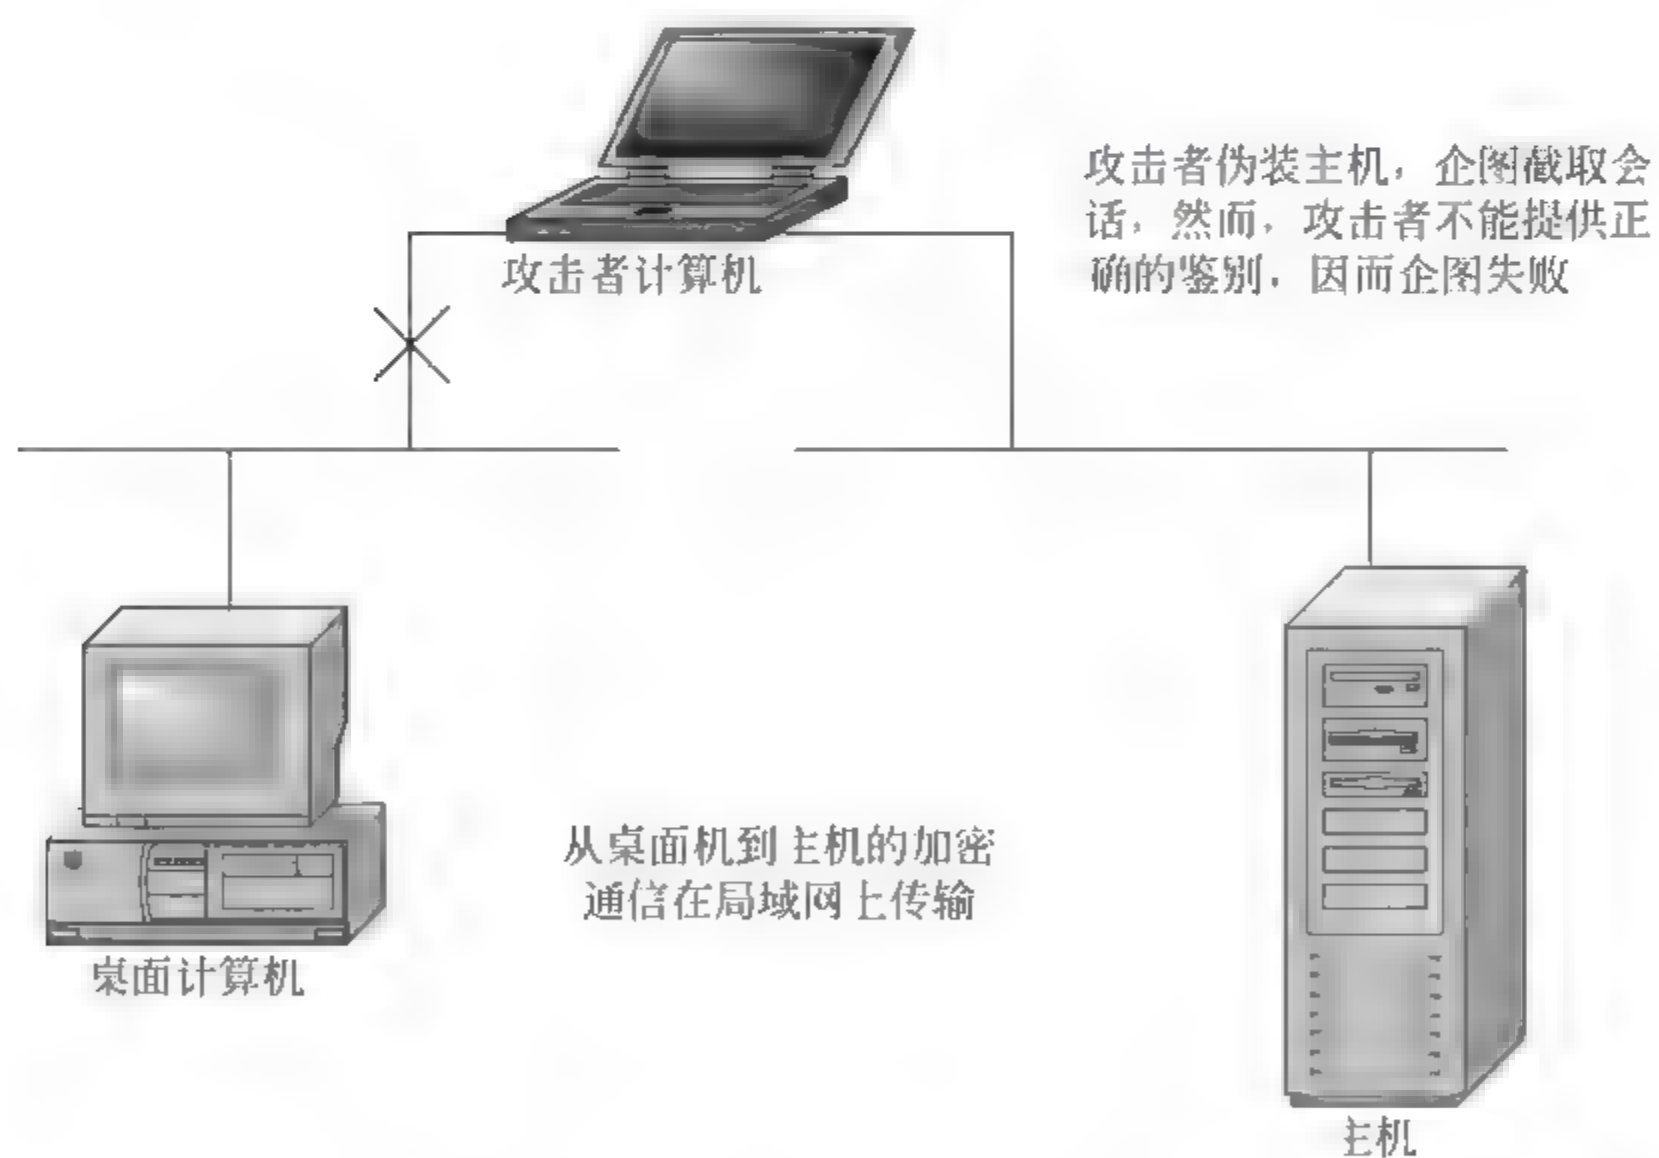 攻击者伪装主机，企图截取会
话，然而，攻击者不能提供正
确的鉴别，因而企图失败
攻击者计算机
从桌面机到主机的加密
通信在局域网上传输
桌面计算机
主机